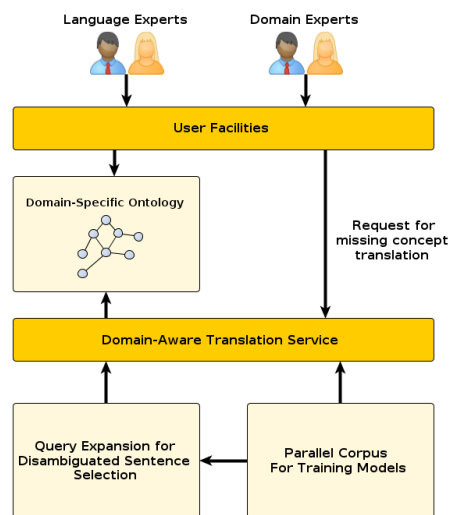 Language Experts
Domain Experts
User Facilities
Domain-Specific Ontology
Request for
missing concept
translation
Domain-Aware Translation Service
Query Expansion for
Disambiguated Sentence
Selection
Parallel Corpus
For Training Models